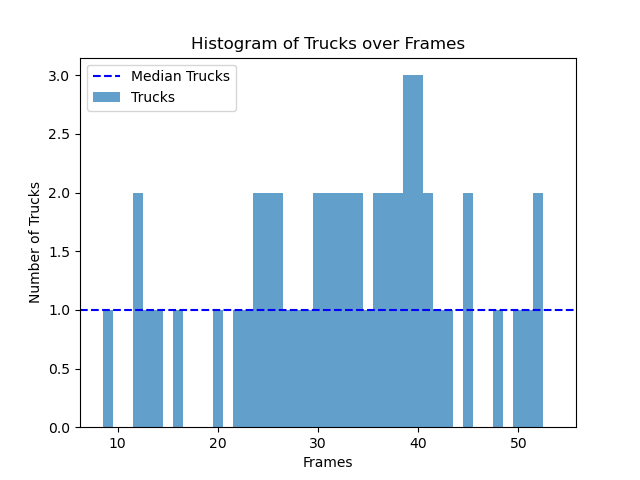 Histogram of Trucks over Frames
Median Trucks
Trucks
3.0
2.5
2.0
1.5
1.0
0.5
0.0
Number of Trucks
10 20 30 40 50
Frames